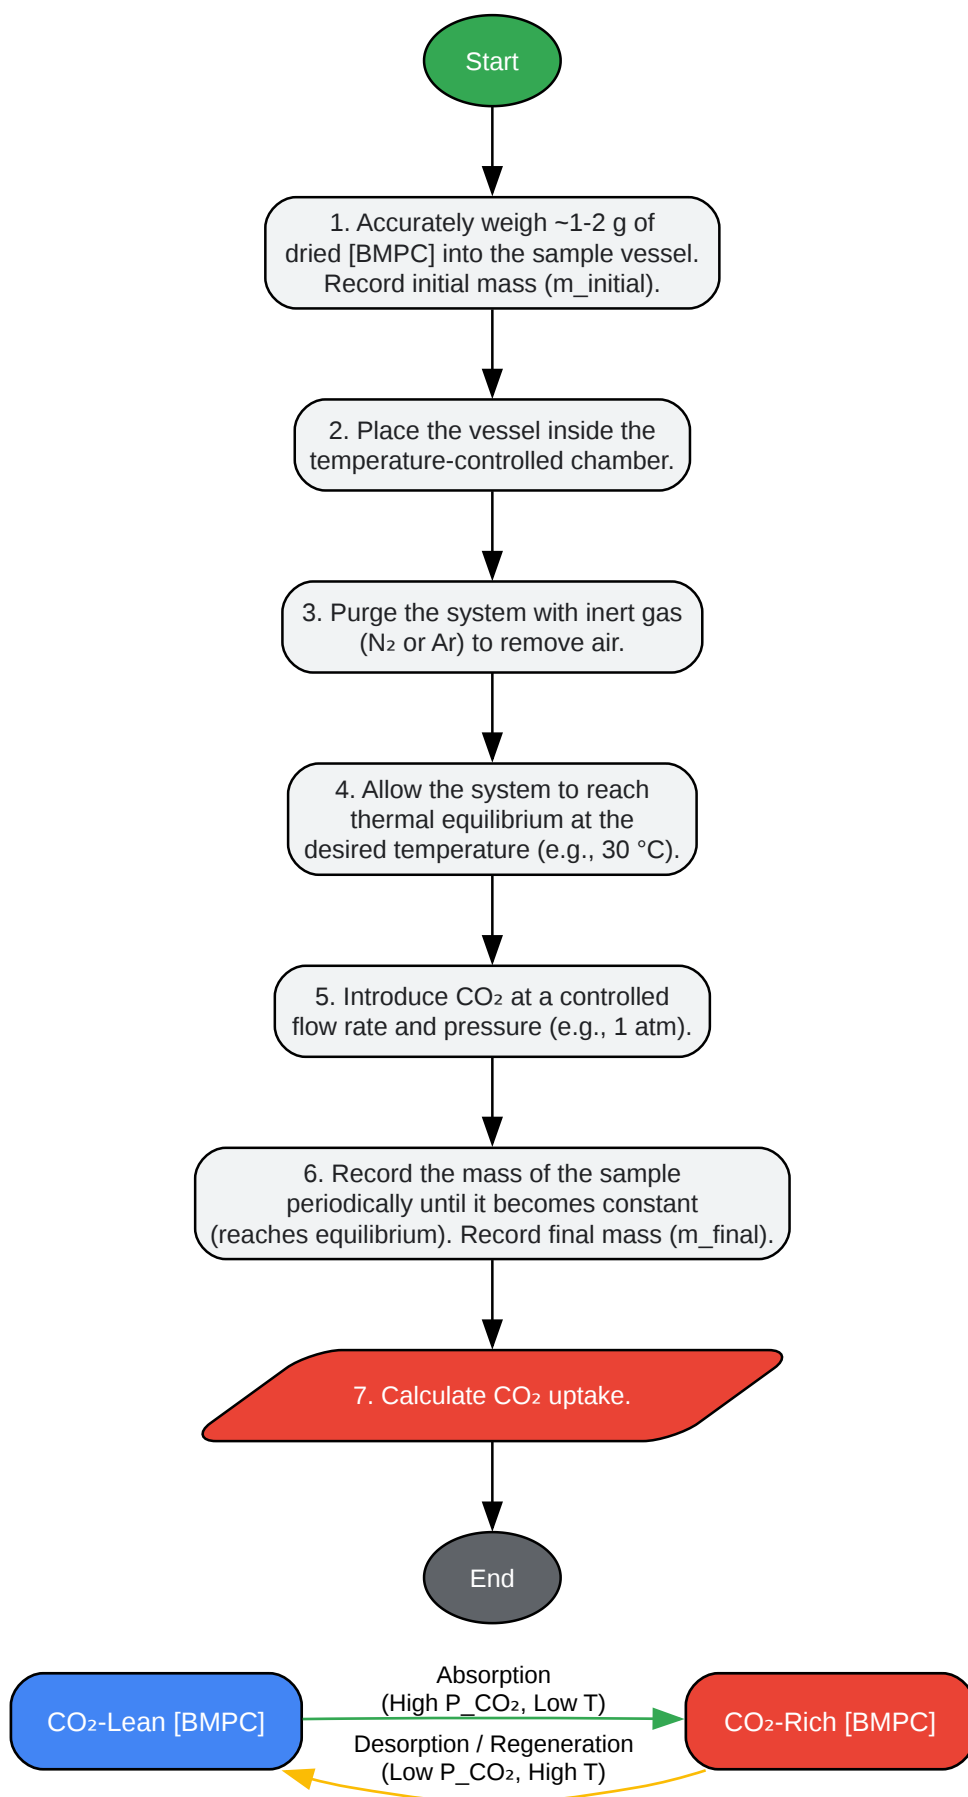 Start
1. Accurately weigh ~1-2 g of
dried [BMPC] into the sample vessel.
Record initial mass (m_initial).
2. Place the vessel inside the
temperature-controlled chamber.
3. Purge the system with inert gas
(N₂ or Ar) to remove air.
4. Allow the system to reach
thermal equilibrium at the
desired temperature (e.g., 30 °C).
5. Introduce CO₂ at a controlled
flow rate and pressure (e.g., 1 atm).
6. Record the mass of the sample
periodically until it becomes constant
(reaches equilibrium). Record final mass (m_final).
7. Calculate CO₂ uptake.
End
Absorption
(High P_CO₂, Low T)
CO₂-Lean [BMPC]
CO₂-Rich [BMPC]
Desorption / Regeneration
(Low P_CO₂, High T)